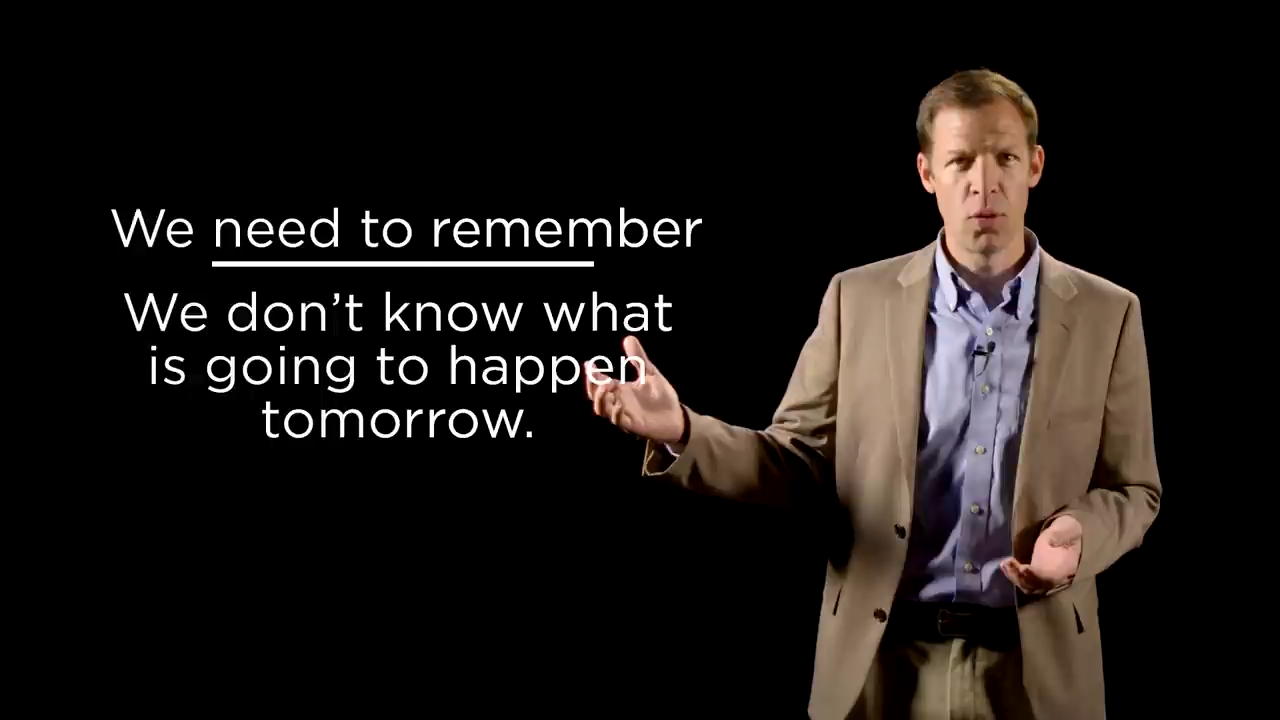 We need to remember
We don’t know what
is going to happen
tomorrow.